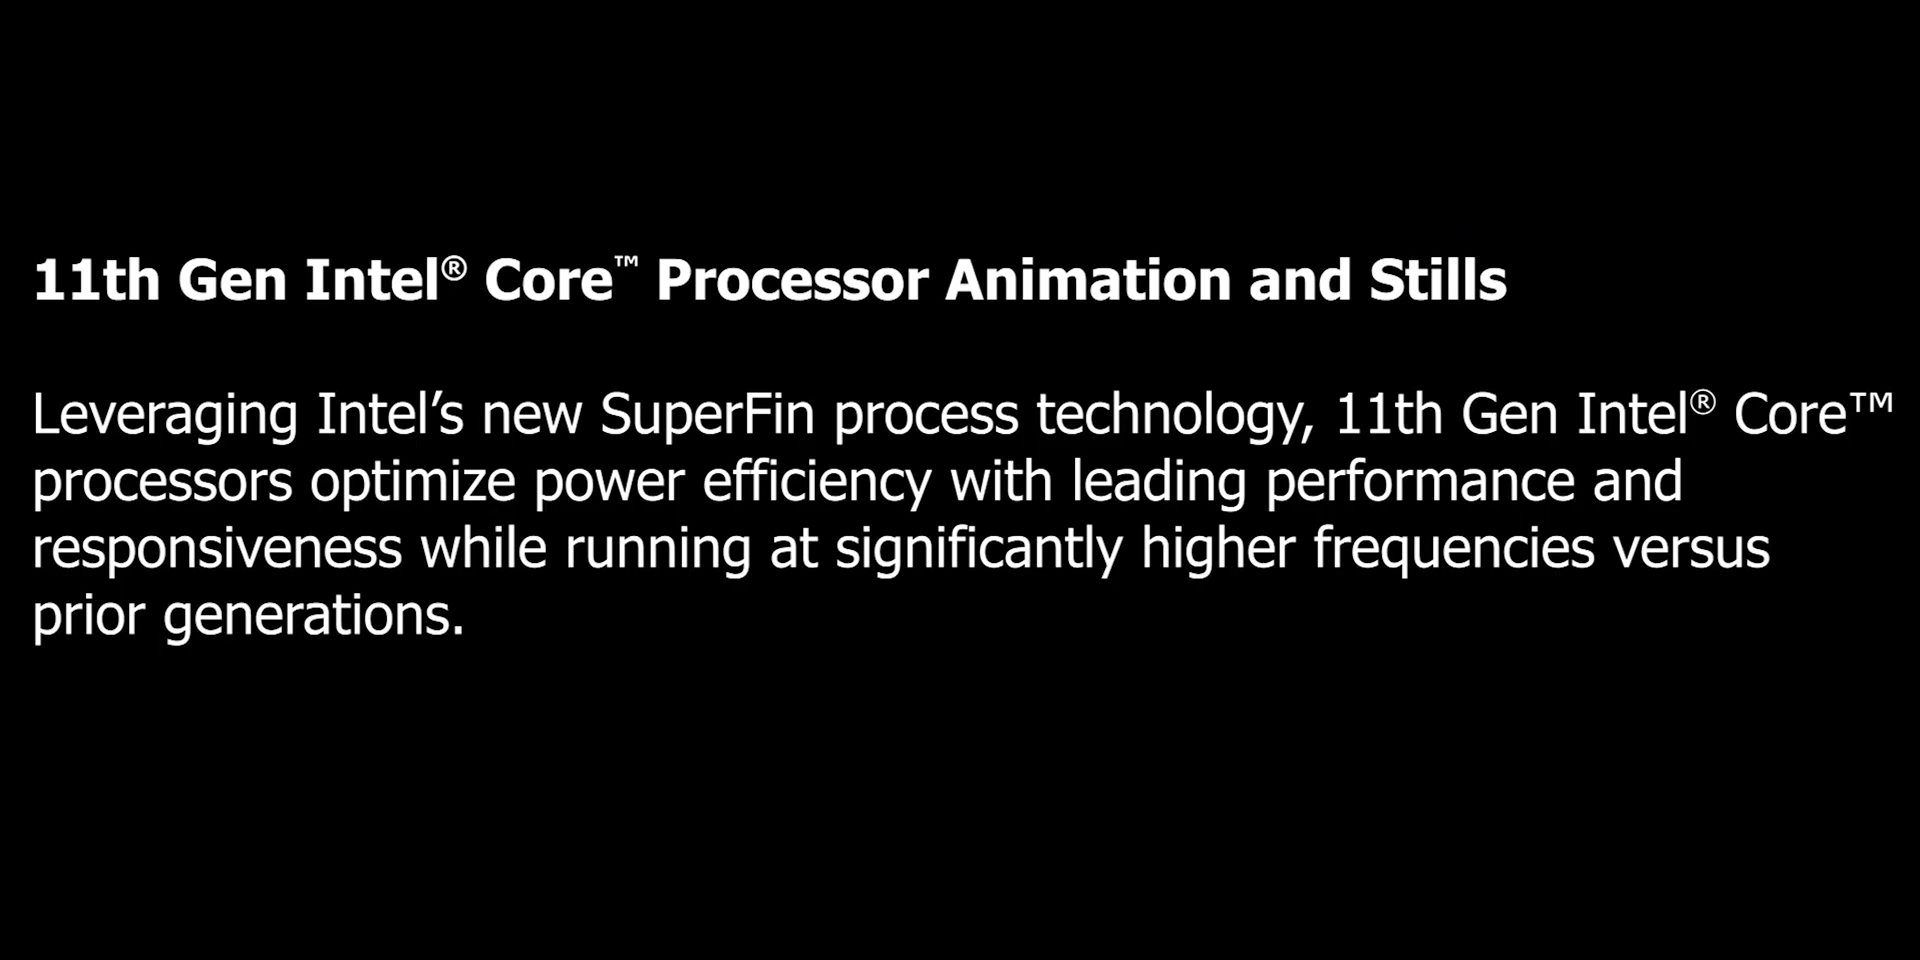 11th Gen Intel® Core™ Processor Animation and Stills
Leveraging Intel’s new SuperFin process technology, 11th Gen Intel® Core™
processors optimize power efficiency with leading performance and
responsiveness while running at significantly higher frequencies versus
prior generations.